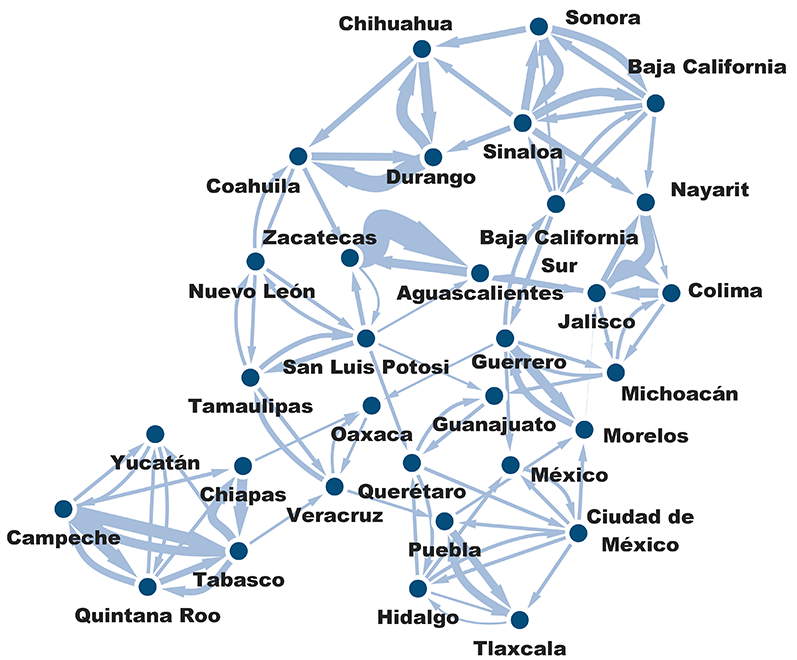 Sonora
Chihuahua
Baja California
Sinaloa
Durango
Coahuila
Nayarit
Zacatecas
Baja California
Sur
Nuevo León
Aguascalientes
Colima
Jalisco
San Luis Potosi
Guerrero
Michoacán
Tamaulipas
Guanajuato
Oaxaca
Morelos
Yucatán
México
Chiapas
Querétaro
Veracruz
Ciudad de
México
Campeche
Puebla
Tabasco
Quintana Roo
Hidalgo
Tlaxcala